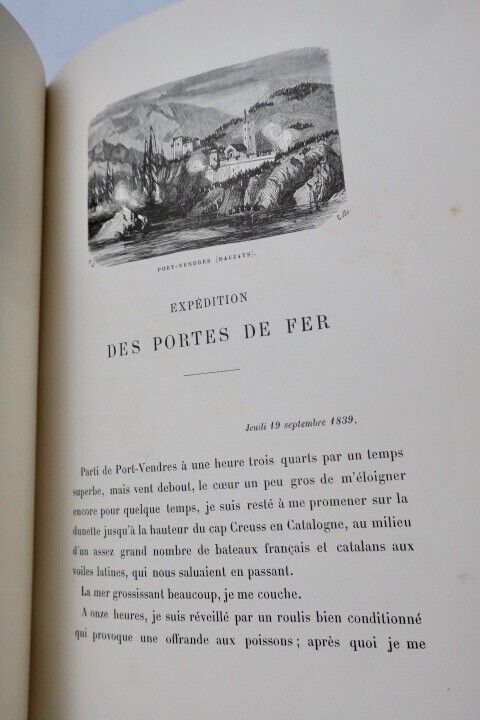 PORT-VENDRES (DAUZATS).
EXPÉDITION
DES PORTES DE FER
Jeudi 19 septembre 1839.
Parti de Port-Vendres à une heure trois quarts par un temps
superbe, mais vent debout, le cœur un peu gros de m'éloigner
encore pour quelque temps, je suis resté à me promener sur la
dunette jusqu'à la hauteur du cap Creuss en Catalogne, au milieu
d'un assez grand nombre de bateaux français et catalans aux
voiles latines, qui nous saluaient en passant.
La mer grossissant beaucoup, je me couche.
A onze heures, je suis réveillé par un roulis bien conditionné
qui provoque une offrande aux poissons; après quoi je me